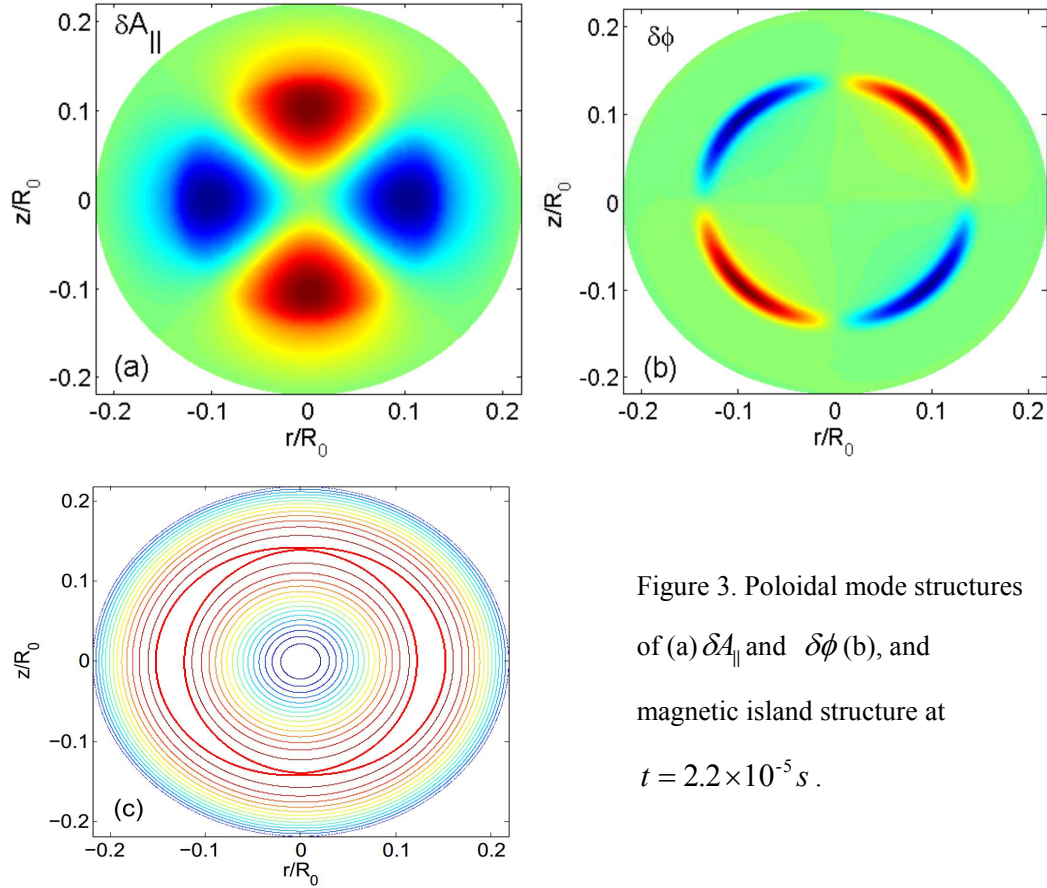 δA||
z/R0
0.2
0.1
0
-0.1
-0.2
(a)
-0.2 -0.1 0 0.1 0.2
r/R0
δϕ
z/R0
0.2
0.1
0
-0.1
-0.2
(b)
-0.2 -0.1 0 0.1 0.2
r/R0
z/R0
0.2
0.1
0
−0.1
−0.2
(c)
−0.2 −0.1 0 0.1 0.2
r/R0
Figure 3. Poloidal mode structures
of (a) δA|| and δϕ (b), and
magnetic island structure at
t = 2.2×10^-5 s .